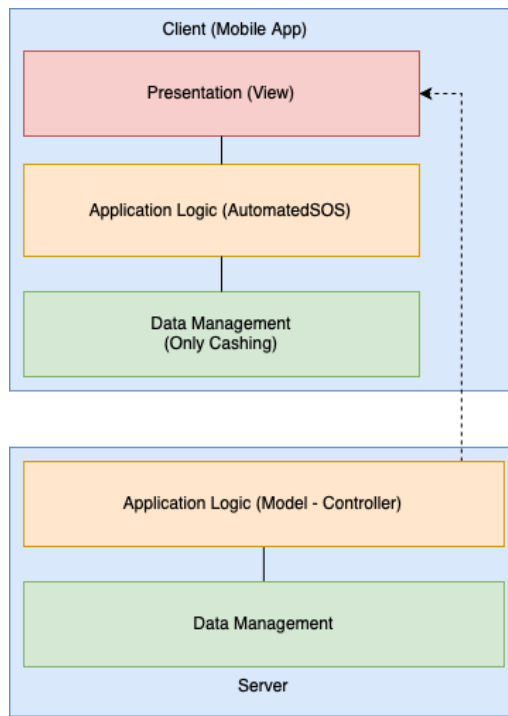 Client (Mobile App)
Presentation (View)
Application Logic (AutomatedSOS)
Data Management
(Only Cashing)
Application Logic (Model - Controller)
Data Management
Server